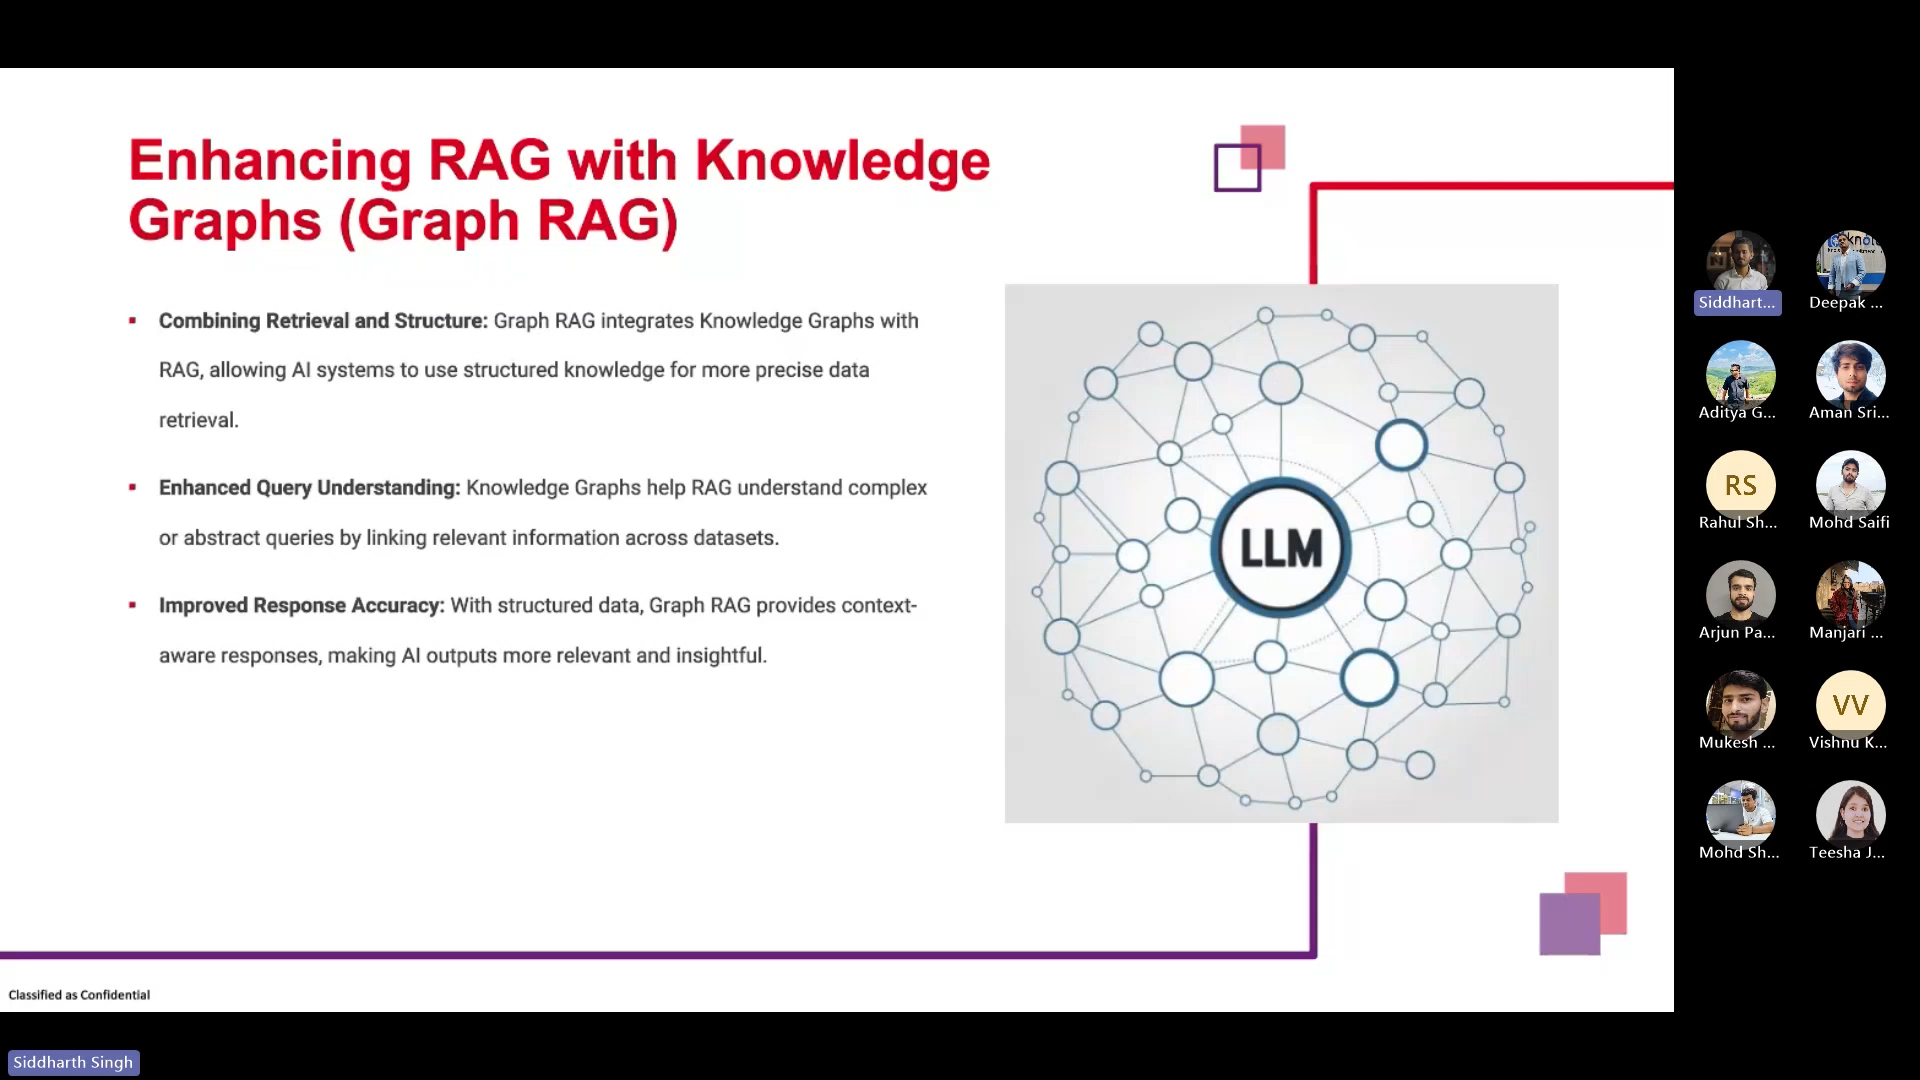 Enhancing RAG with Knowledge
Graphs (Graph RAG)
▪ Combining Retrieval and Structure: Graph RAG integrates Knowledge Graphs with
RAG, allowing AI systems to use structured knowledge for more precise data
retrieval.
▪ Enhanced Query Understanding: Knowledge Graphs help RAG understand complex
or abstract queries by linking relevant information across datasets.
▪ Improved Response Accuracy: With structured data, Graph RAG provides context-
aware responses, making AI outputs more relevant and insightful.
LLM
Classified as Confidential
Siddharth Singh
Siddhart...
Deepak ...
Aditya G...
Aman Sri...
RS
Rahul Sh...
Mohd Saifi
Arjun Pa...
Manjari ...
Mukesh ...
VV
Vishnu K...
Mohd Sh...
Teesha J...